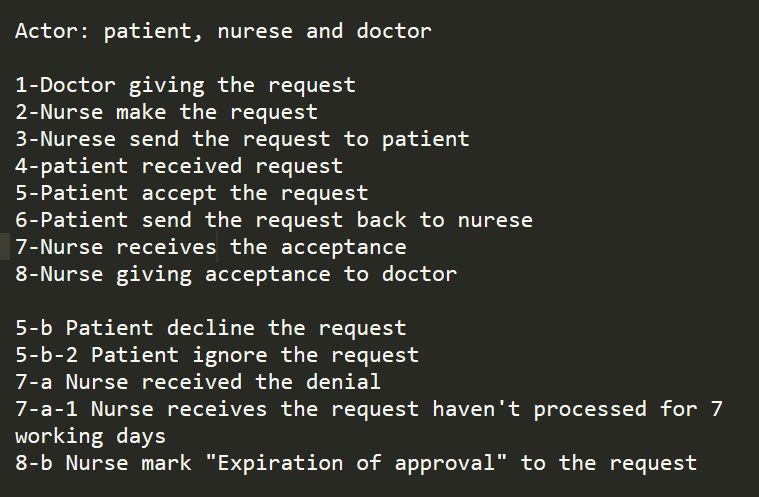 Actor: patient, nurese and doctor
1-Doctor giving the request
2-Nurse make the request
3-Nurese send the request to patient
4-patient received request
5-Patient accept the request
6-Patient send the request back to nurese
7-Nurse receives the acceptance
8-Nurse giving acceptance to doctor
5-b Patient decline the request
5-b-2 Patient ignore the request
7-a Nurse received the denial
7-a-1 Nurse receives the request haven't processed for 7
working days
8-b Nurse mark "Expiration of approval" to the request